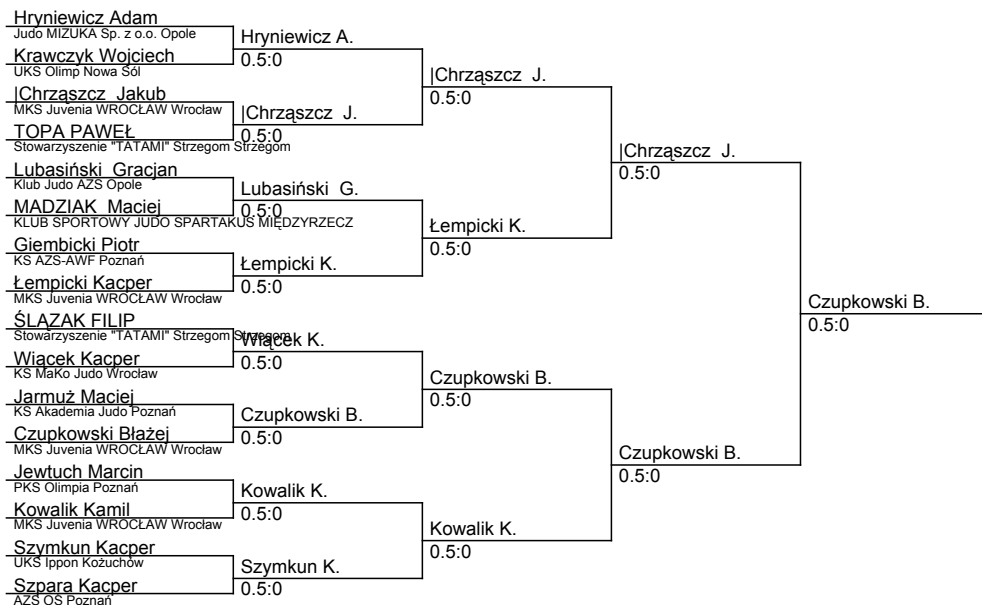 Hryniewicz Adam
Judo MIZUKA Sp. z o.o. Opole
Krawczyk Wojciech
UKS Olimp Nowa Sól
|Chrząszcz  Jakub
MKS Juvenia WROCŁAW Wrocław
TOPA PAWEŁ
Stowarzyszenie "TATAMI" Strzegom Strzegom
Lubasiński  Gracjan
Klub Judo AZS Opole
MADZIAK  Maciej
KLUB SPORTOWY JUDO SPARTAKUS MIĘDZYRZECZ
Giembicki Piotr
KS AZS-AWF Poznań
Łempicki Kacper
MKS Juvenia WROCŁAW Wrocław
ŚLĄZAK FILIP
Stowarzyszenie "TATAMI" Strzegom Strzegom
Wiącek Kacper
KS MaKo Judo Wrocław
Jarmuż Maciej
KS Akademia Judo Poznań
Czupkowski Błażej
MKS Juvenia WROCŁAW Wrocław
Jewtuch Marcin
PKS Olimpia Poznań
Kowalik Kamil
MKS Juvenia WROCŁAW Wrocław
Szymkun Kacper
UKS Ippon Kożuchów
Szpara Kacper
AZS OŚ Poznań
Hryniewicz A.
0.5:0
|Chrząszcz  J.
0.5:0
Lubasiński  G.
0.5:0
Łempicki K.
0.5:0
Wiącek K.
0.5:0
Czupkowski B.
0.5:0
Kowalik K.
0.5:0
Szymkun K.
0.5:0
|Chrząszcz  J.
0.5:0
Łempicki K.
0.5:0
Czupkowski B.
0.5:0
Kowalik K.
0.5:0
|Chrząszcz  J.
0.5:0
Czupkowski B.
0.5:0
Czupkowski B.
0.5:0